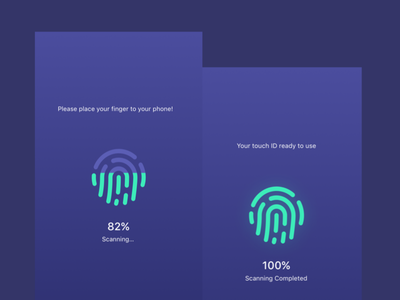 Please place your finger to your phone!
82%
Scanning...
Your touch ID ready to use
100%
Scanning Completed